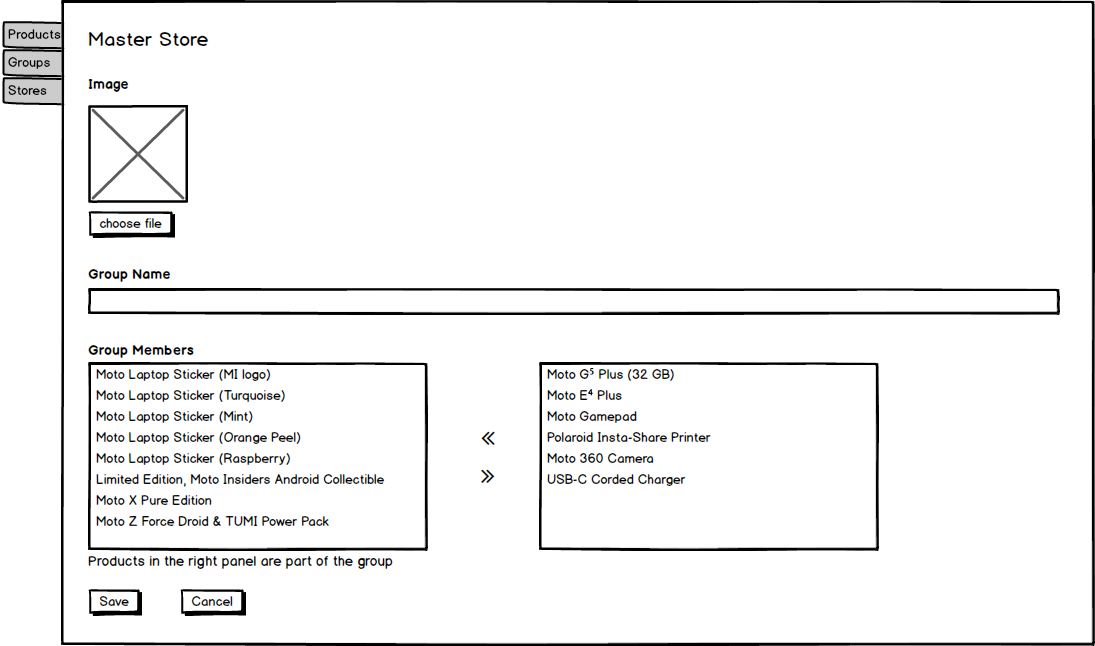 Products
Groups
Stores
Master Store
Image
choose file
Group Name
Group Members
Moto Laptop Sticker (MI logo)
Moto Laptop Sticker (Turquoise)
Moto Laptop Sticker (Mint)
Moto Laptop Sticker (Orange Peel)
Moto Laptop Sticker (Raspberry)
Limited Edition, Moto Insiders Android Collectible
Moto X Pure Edition
Moto Z Force Droid & TUMI Power Pack
«
»
Moto G⁵ Plus (32 GB)
Moto E⁴ Plus
Moto Gamepad
Polaroid Insta-Share Printer
Moto 360 Camera
USB-C Corded Charger
Products in the right panel are part of the group
Save
Cancel